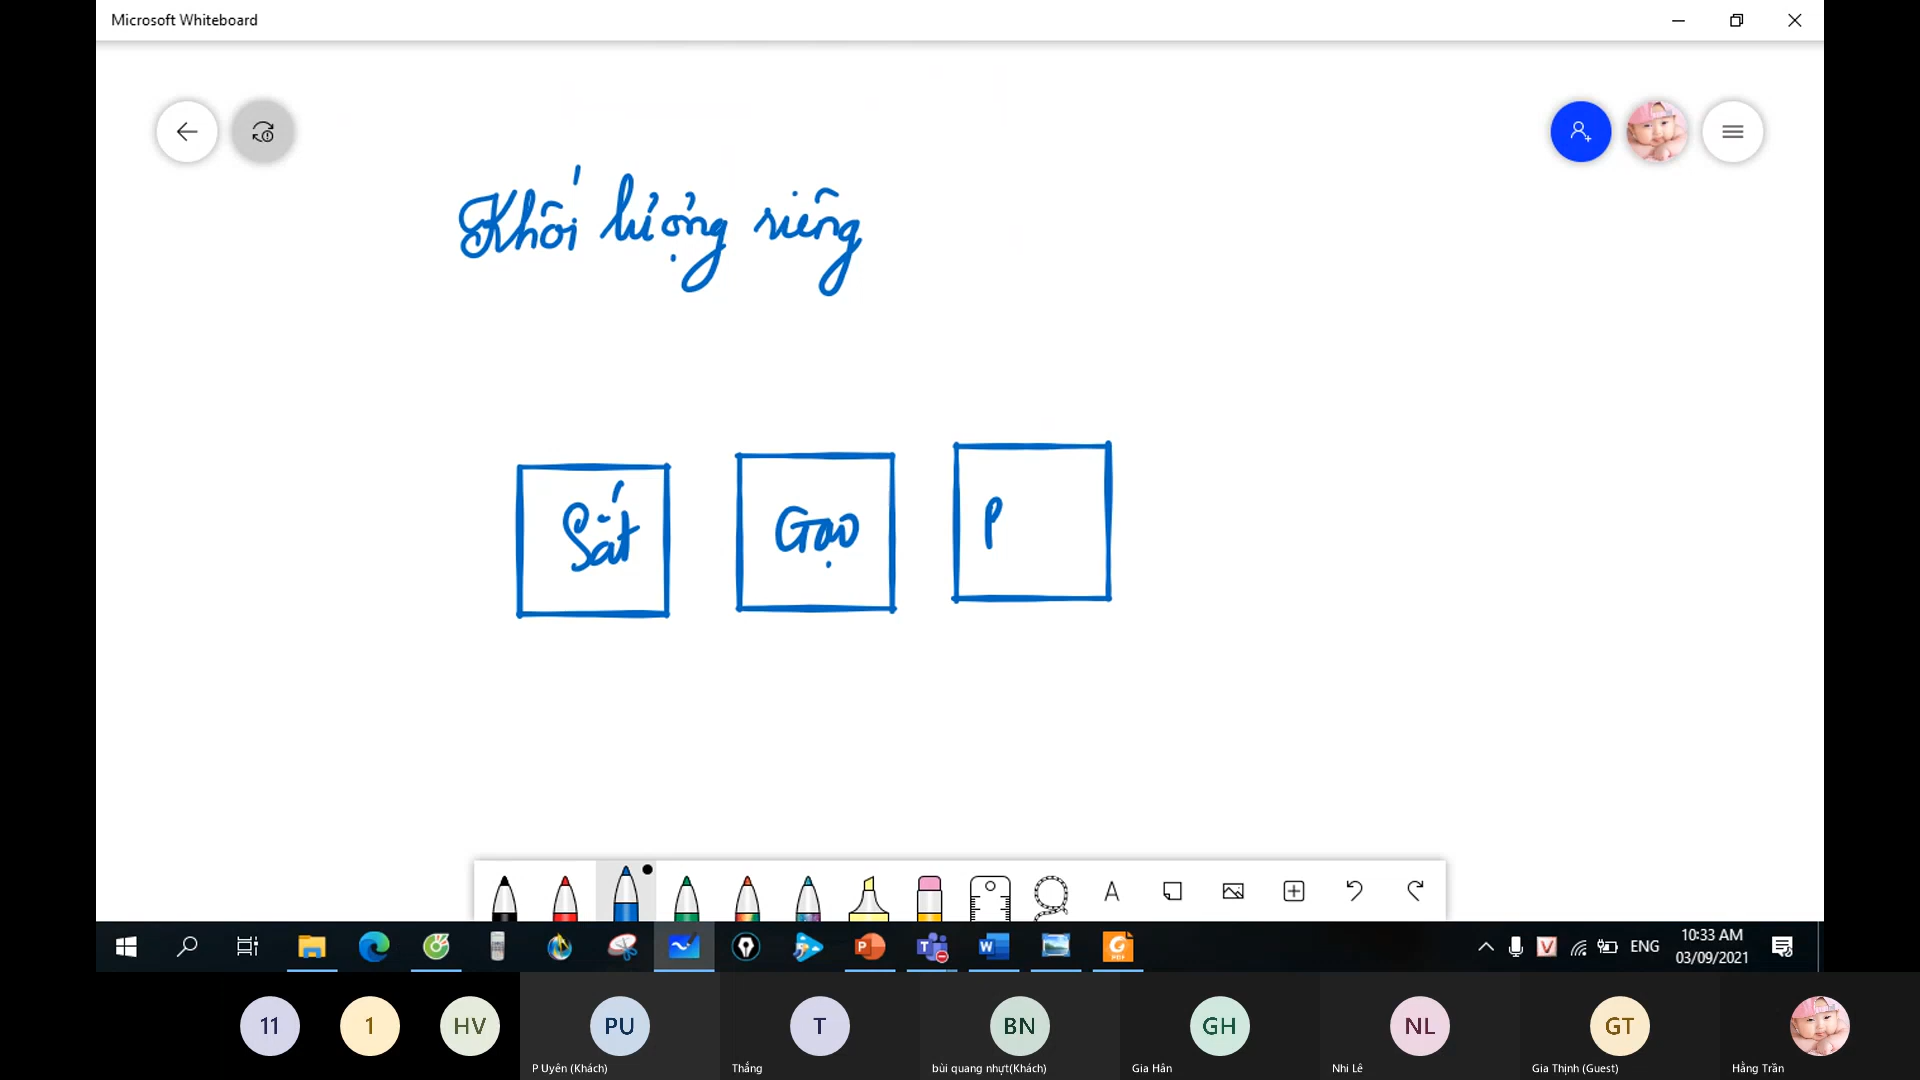 Microsoft Whiteboard
Khối lượng riêng
Sắt
Gạo
P
A
ENG
10:33 AM
03/09/2021
11
1
HV
PU
T
BN
GH
NL
GT
P Uyên (Khách)
Thắng
bùi quang nhựt(Khách)
Gia Hân
Nhi Lê
Gia Thịnh (Guest)
Hằng Trần